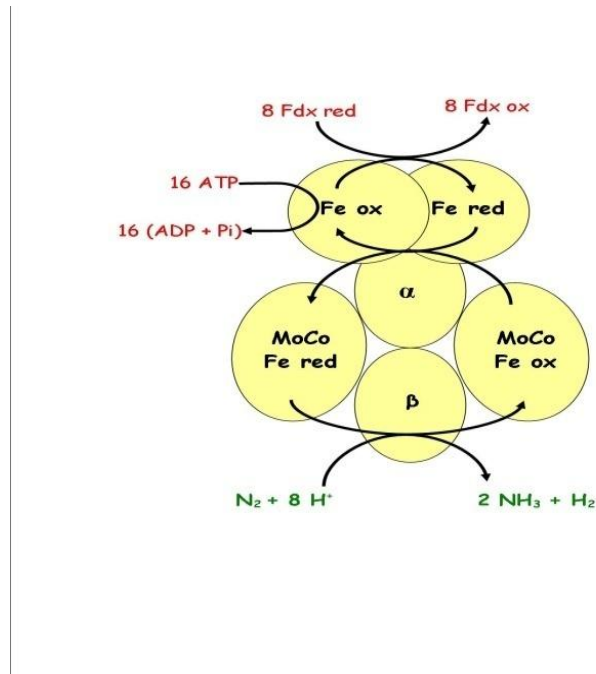 8 Fdx red
8 Fdx ox
16 ATP
16 (ADP + Pi)
Fe ox
Fe red
α
MoCo
Fe red
MoCo
Fe ox
β
N₂ + 8 H⁺
2 NH₃ + H₂